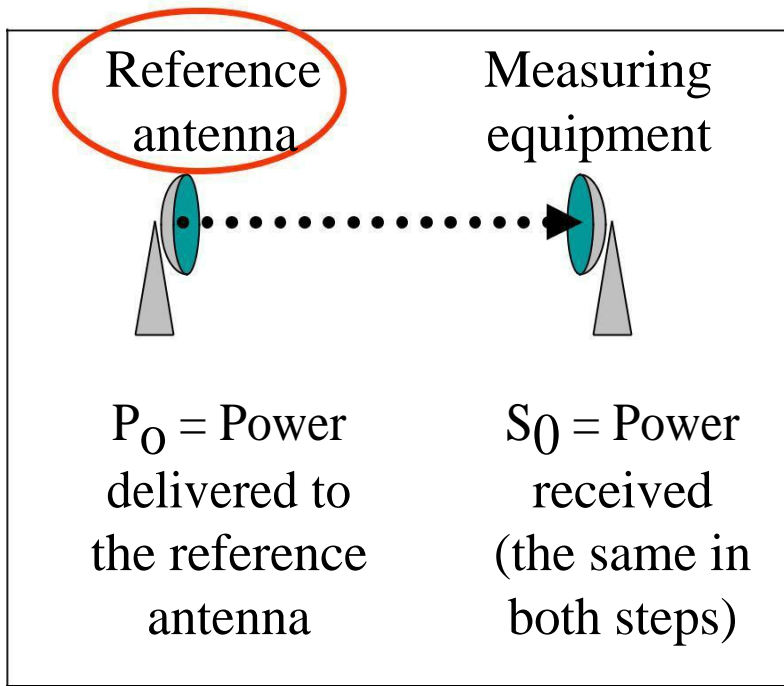 Reference
antenna
Measuring
equipment
Po = Power
delivered to
the reference
antenna
S0 = Power
received
(the same in
both steps)